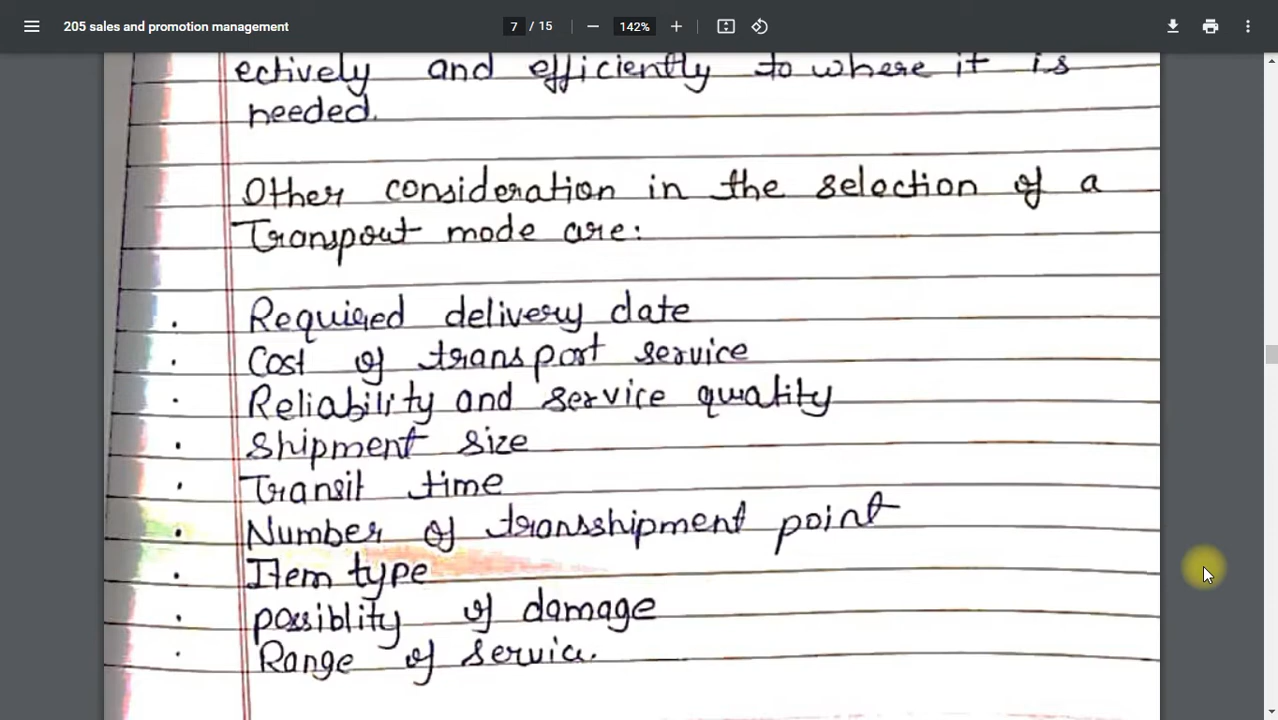 205 sales and promotion management
7 / 15
142%
ectively and efficiently to where it is
needed.
Other consideration in the selection of a
Transport mode are:
. Required delivery date
. Cost of transport service
. Reliability and service quality
. Shipment size
. Transit time
. Number of transshipment point
. Item type
. possiblity of damage
. Range of service.